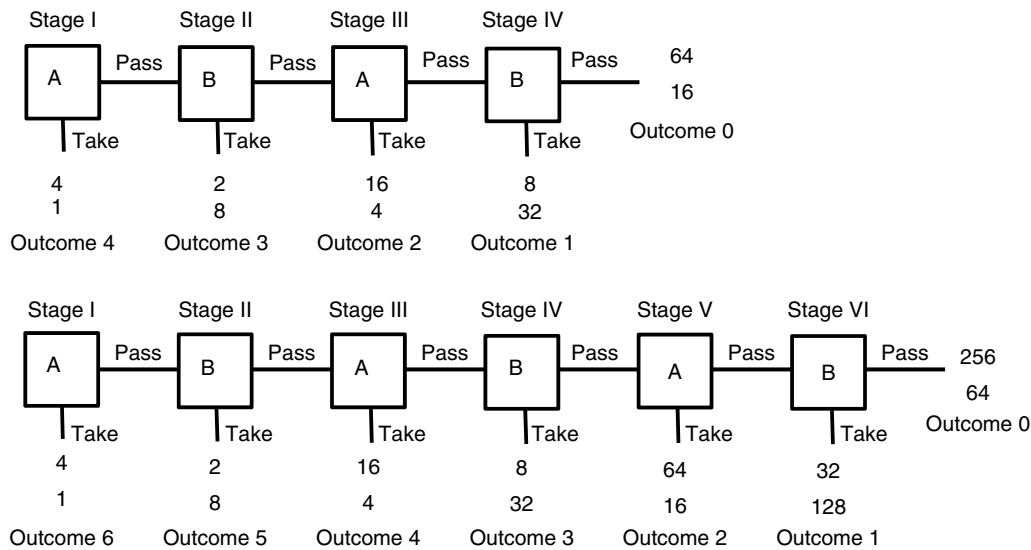 Stage I Stage II Stage III Stage IV
Pass Pass Pass Pass 64
A B A B
16
Outcome 0
Take Take Take Take
4 2 16 8
1 8 4 32
Outcome 4 Outcome 3 Outcome 2 Outcome 1
Stage I Stage II Stage III Stage IV Stage V Stage VI
Pass Pass Pass Pass Pass Pass 256
A B A B A B
64
Outcome 0
Take Take Take Take Take Take
4 2 16 8 64 32
1 8 4 32 16 128
Outcome 6 Outcome 5 Outcome 4 Outcome 3 Outcome 2 Outcome 1